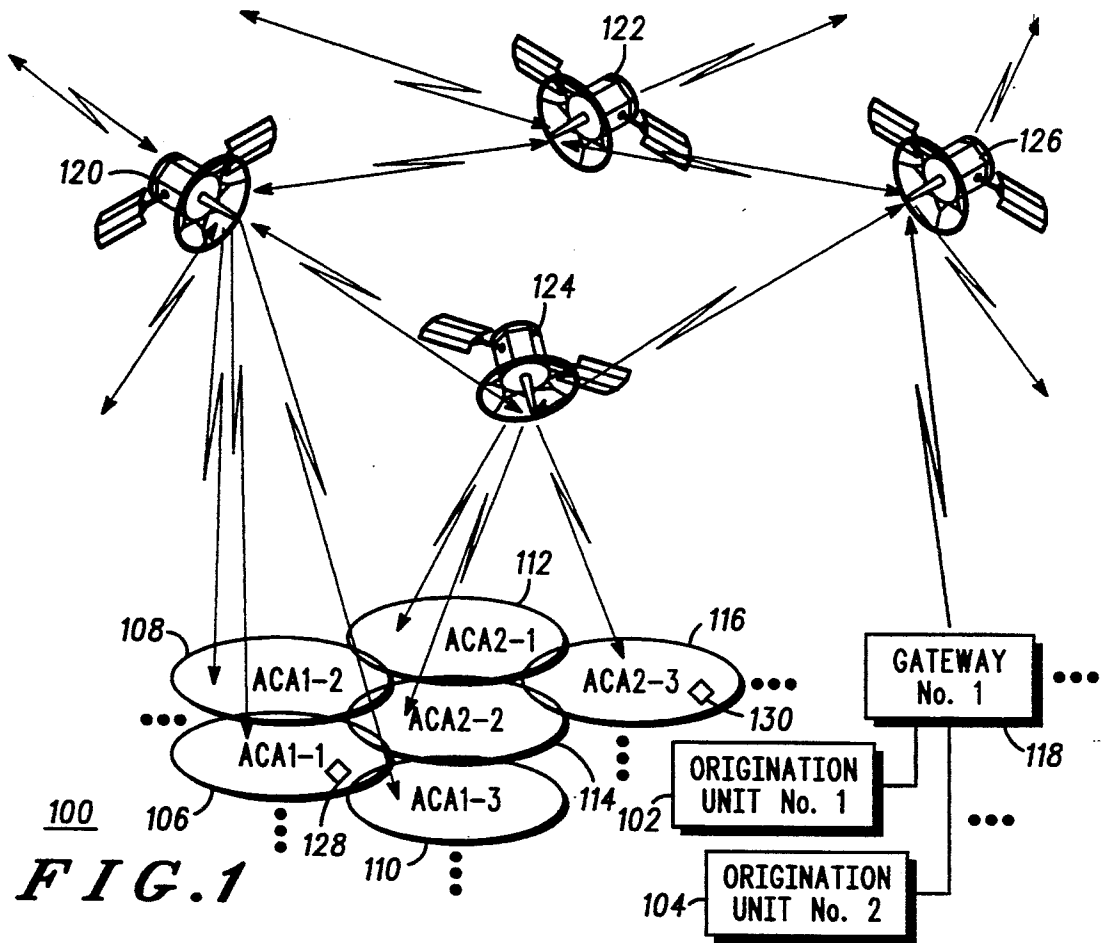 122
120
126
124
112
108
116
ACA2-1
ACA1-2
ACA2-3
GATEWAY
No. 1
130
ACA2-2
118
ACA1-1
ORIGINATION
UNIT No. 1
102
114
ACA1-3
100
106
128
110
FIG.1
ORIGINATION
UNIT No. 2
104